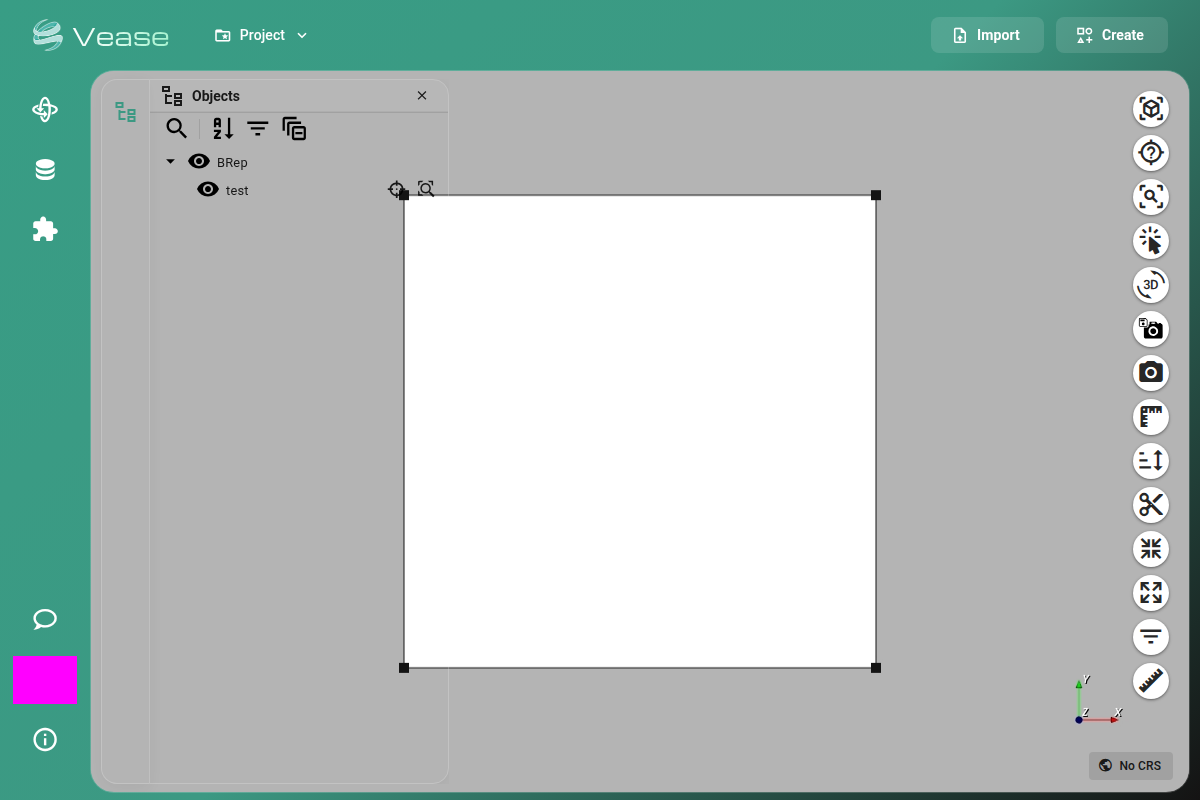 Vease
Project
Import
Create
Objects
A
Z
BRep
test
?
3D
Y
Z
X
No CRS